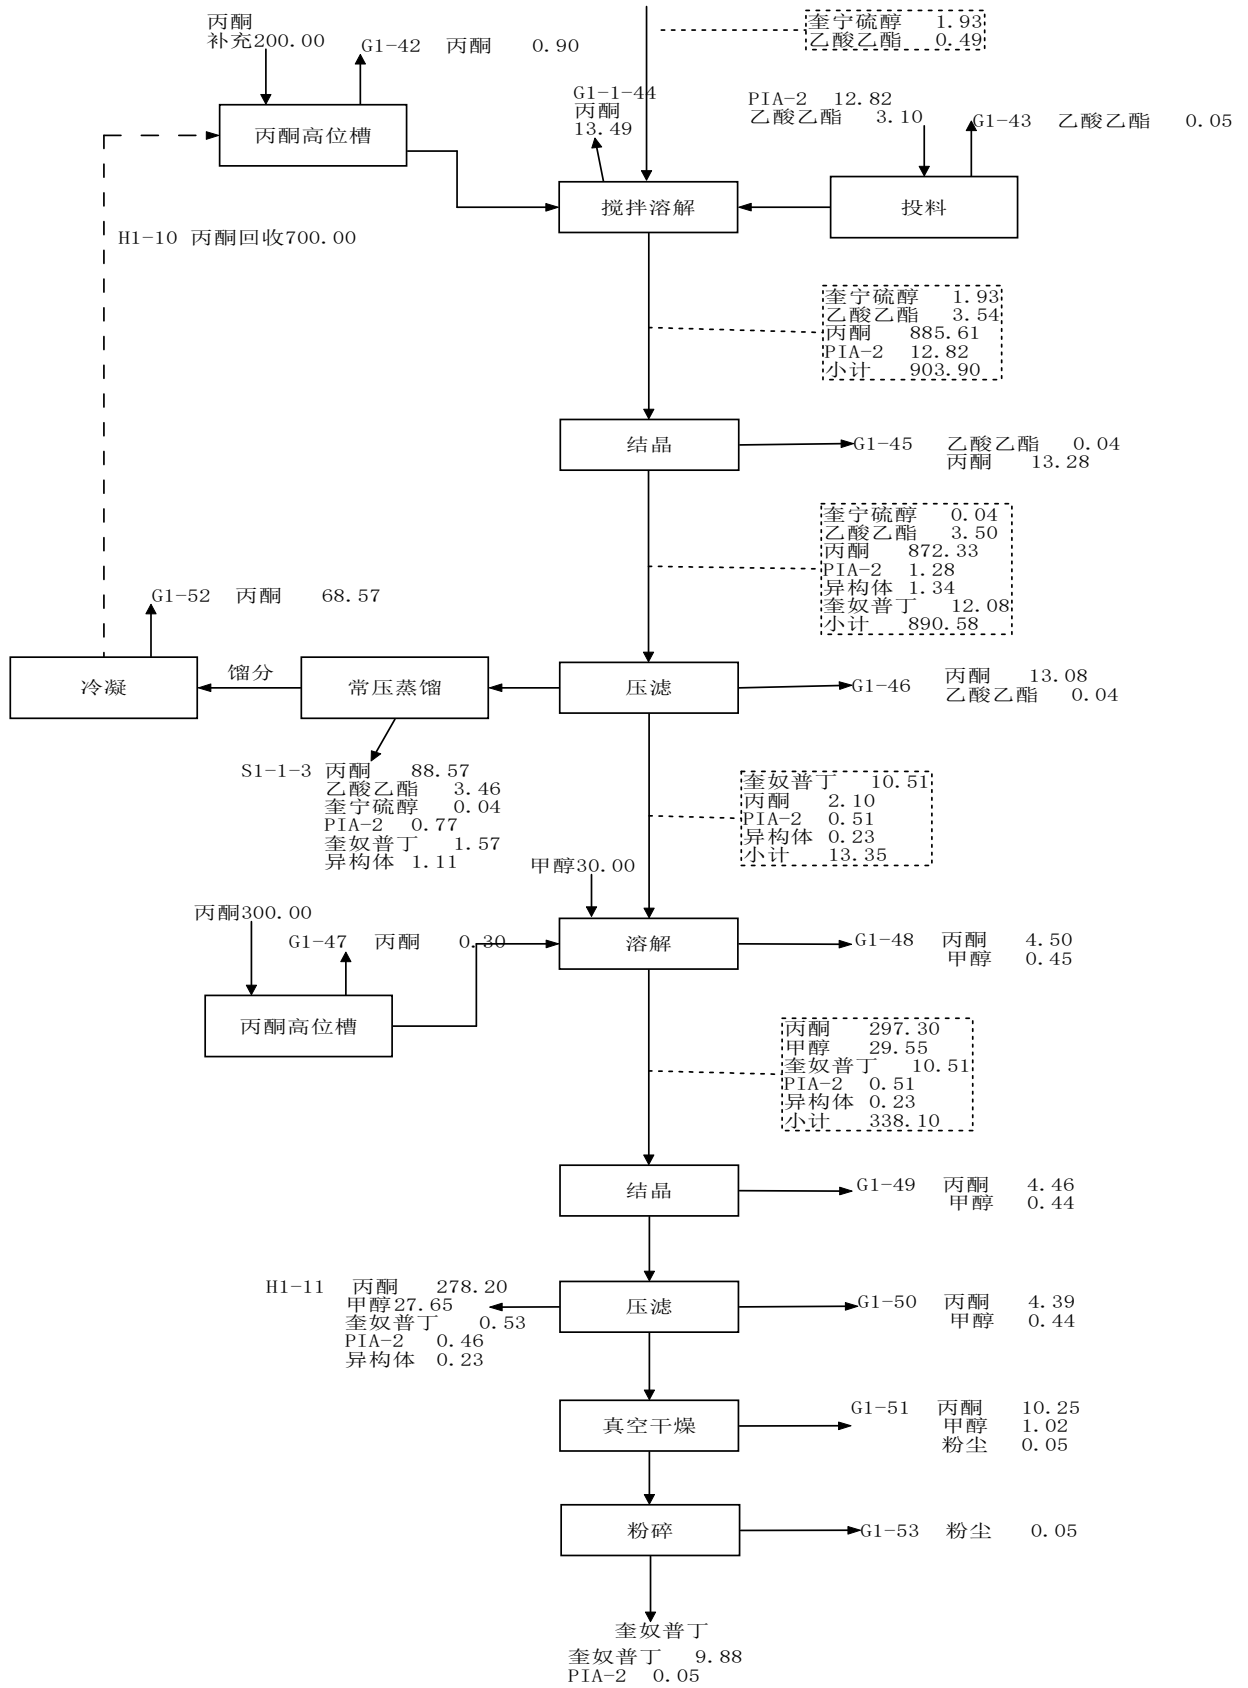 丙酮
补充200.00
G1-42 丙酮 0.90
奎宁硫醇 1.93
乙酸乙酯 0.49
G1-1-44
丙酮
13.49
PIA-2 12.82
乙酸乙酯 3.10
G1-43 乙酸乙酯 0.05
丙酮高位槽
搅拌溶解
投料
H1-10 丙酮回收700.00
奎宁硫醇 1.93
乙酸乙酯 3.54
丙酮 885.61
PIA-2 12.82
小计 903.90
结晶
G1-45 乙酸乙酯 0.04
丙酮 13.28
奎宁硫醇 0.04
乙酸乙酯 3.50
丙酮 872.33
PIA-2 1.28
异构体 1.34
奎奴普丁 12.08
小计 890.58
G1-52 丙酮 68.57
冷凝
馏分
常压蒸馏
压滤
G1-46 丙酮 13.08
乙酸乙酯 0.04
S1-1-3 丙酮 88.57
乙酸乙酯 3.46
奎宁硫醇 0.04
PIA-2 0.77
奎奴普丁 1.57
异构体 1.11
奎奴普丁 10.51
丙酮 2.10
PIA-2 0.51
异构体 0.23
小计 13.35
甲醇30.00
丙酮300.00
G1-47 丙酮 0.30
溶解
G1-48 丙酮 4.50
甲醇 0.45
丙酮高位槽
丙酮 297.30
甲醇 29.55
奎奴普丁 10.51
PIA-2 0.51
异构体 0.23
小计 338.10
结晶
G1-49 丙酮 4.46
甲醇 0.44
H1-11 丙酮 278.20
甲醇27.65
奎奴普丁 0.53
PIA-2 0.46
异构体 0.23
压滤
G1-50 丙酮 4.39
甲醇 0.44
真空干燥
G1-51 丙酮 10.25
甲醇 1.02
粉尘 0.05
粉碎
G1-53 粉尘 0.05
奎奴普丁
奎奴普丁 9.88
PIA-2 0.05